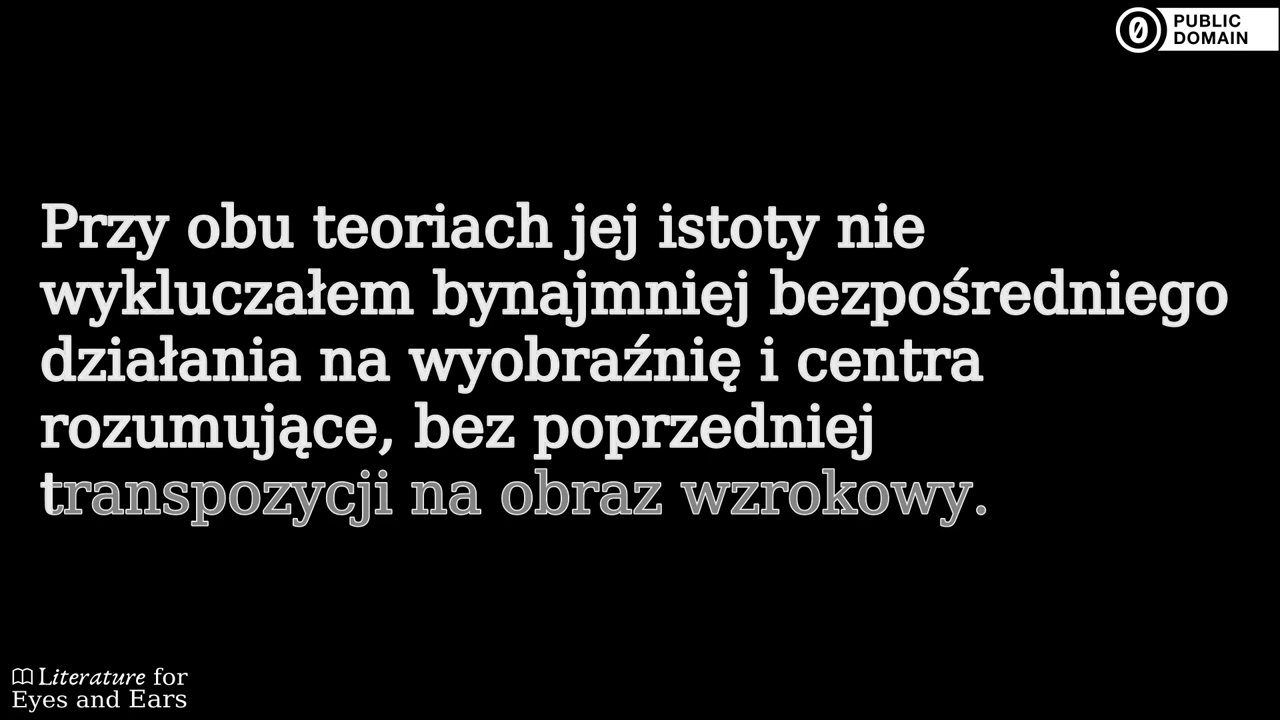 PUBLIC
DOMAIN
Przy obu teoriach jej istoty nie
wykluczałem bynajmniej bezpośredniego
działania na wyobraźnię i centra
rozumujące, bez poprzedniej
transpozycji na obraz wzrokowy.
Literature for
Eyes and Ears